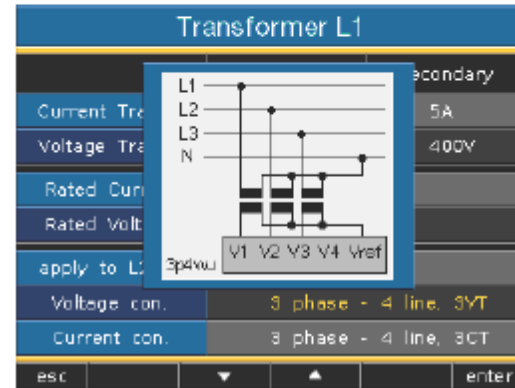 Transformer L1
econdary
Current Tra
5A
Voltage Tra
400V
Rated Curr
Rated Volt
apply to L2
Voltage con.
3 phase - 4 line, 3VT
Current con.
3 phase - 4 line, 3CT
esc
enter
L1
L2
L3
N
V1 V2 V3 V4 Vref
3p4wu